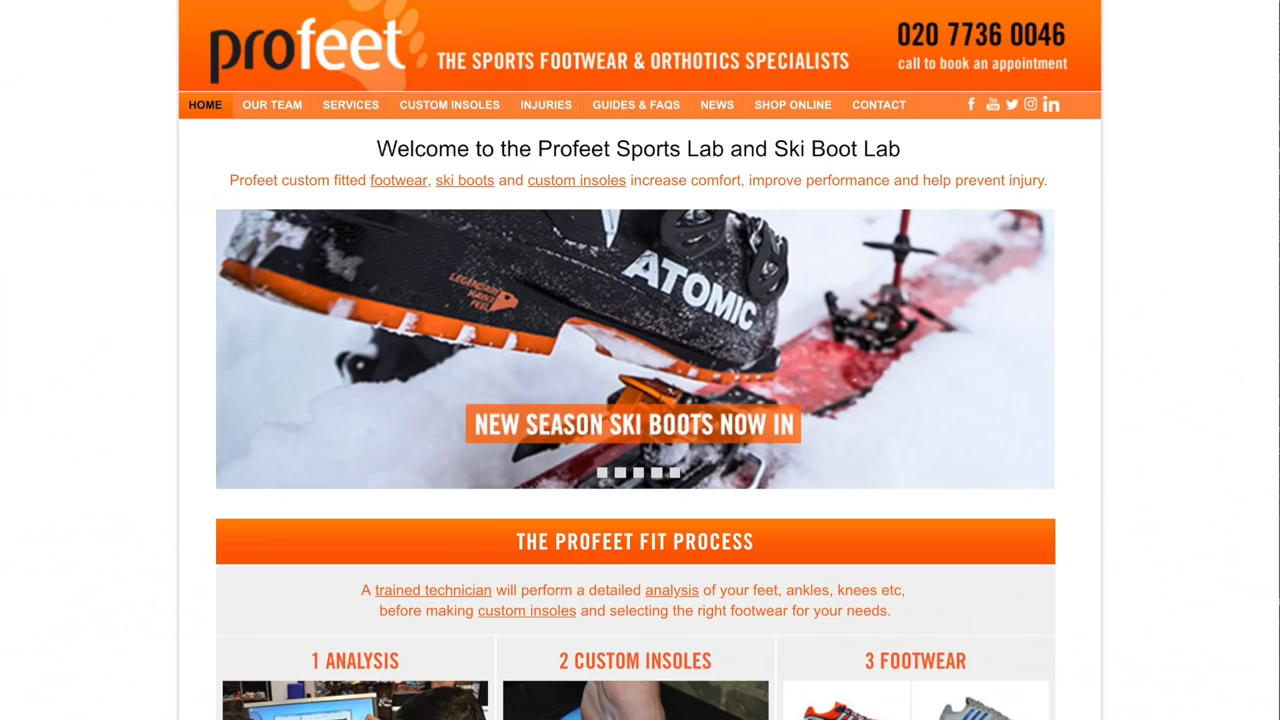 profeet
THE SPORTS FOOTWEAR & ORTHOTICS SPECIALISTS
020 7736 0046
call to book an appointment
HOME OUR TEAM SERVICES CUSTOM INSOLES INJURIES GUIDES & FAQS NEWS SHOP ONLINE CONTACT
Welcome to the Profeet Sports Lab and Ski Boot Lab
Profeet custom fitted footwear, ski boots and custom insoles increase comfort, improve performance and help prevent injury.
ATOMIC
NEW SEASON SKI BOOTS NOW IN
THE PROFEET FIT PROCESS
A trained technician will perform a detailed analysis of your feet, ankles, knees etc,
before making custom insoles and selecting the right footwear for your needs.
1 ANALYSIS
2 CUSTOM INSOLES
3 FOOTWEAR